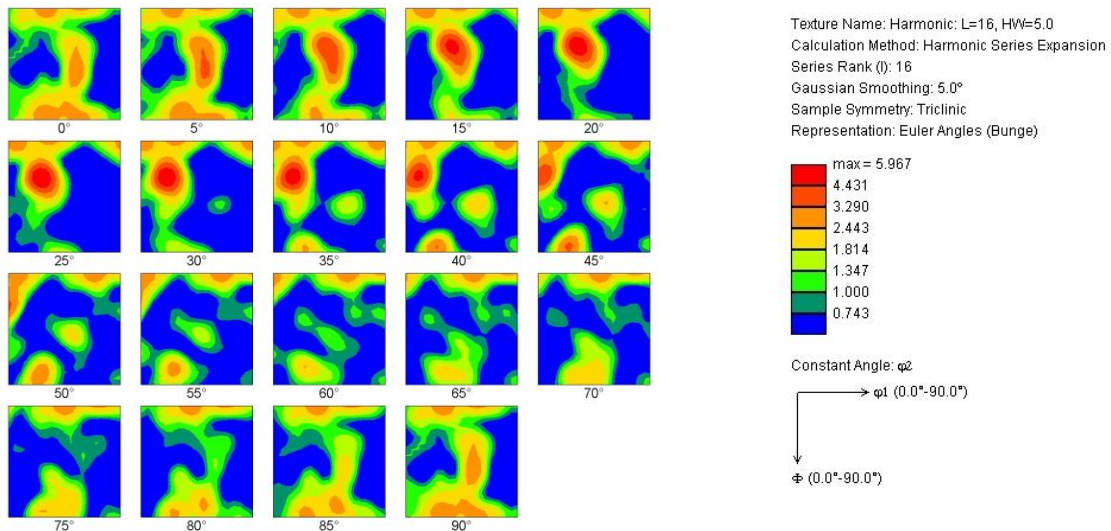 0° 5° 10° 15° 20°
25° 30° 35° 40° 45°
50° 55° 60° 65° 70°
75° 80° 85° 90°
Texture Name: Harmonic: L=16, HW=5.0
Calculation Method: Harmonic Series Expansion
Series Rank (l): 16
Gaussian Smoothing: 5.0°
Sample Symmetry: Triclinic
Representation: Euler Angles (Bunge)
max = 5.967
4.431
3.290
2.443
1.814
1.347
1.000
0.743
Constant Angle: φ2
φ1 (0.0°-90.0°)
Φ (0.0°-90.0°)